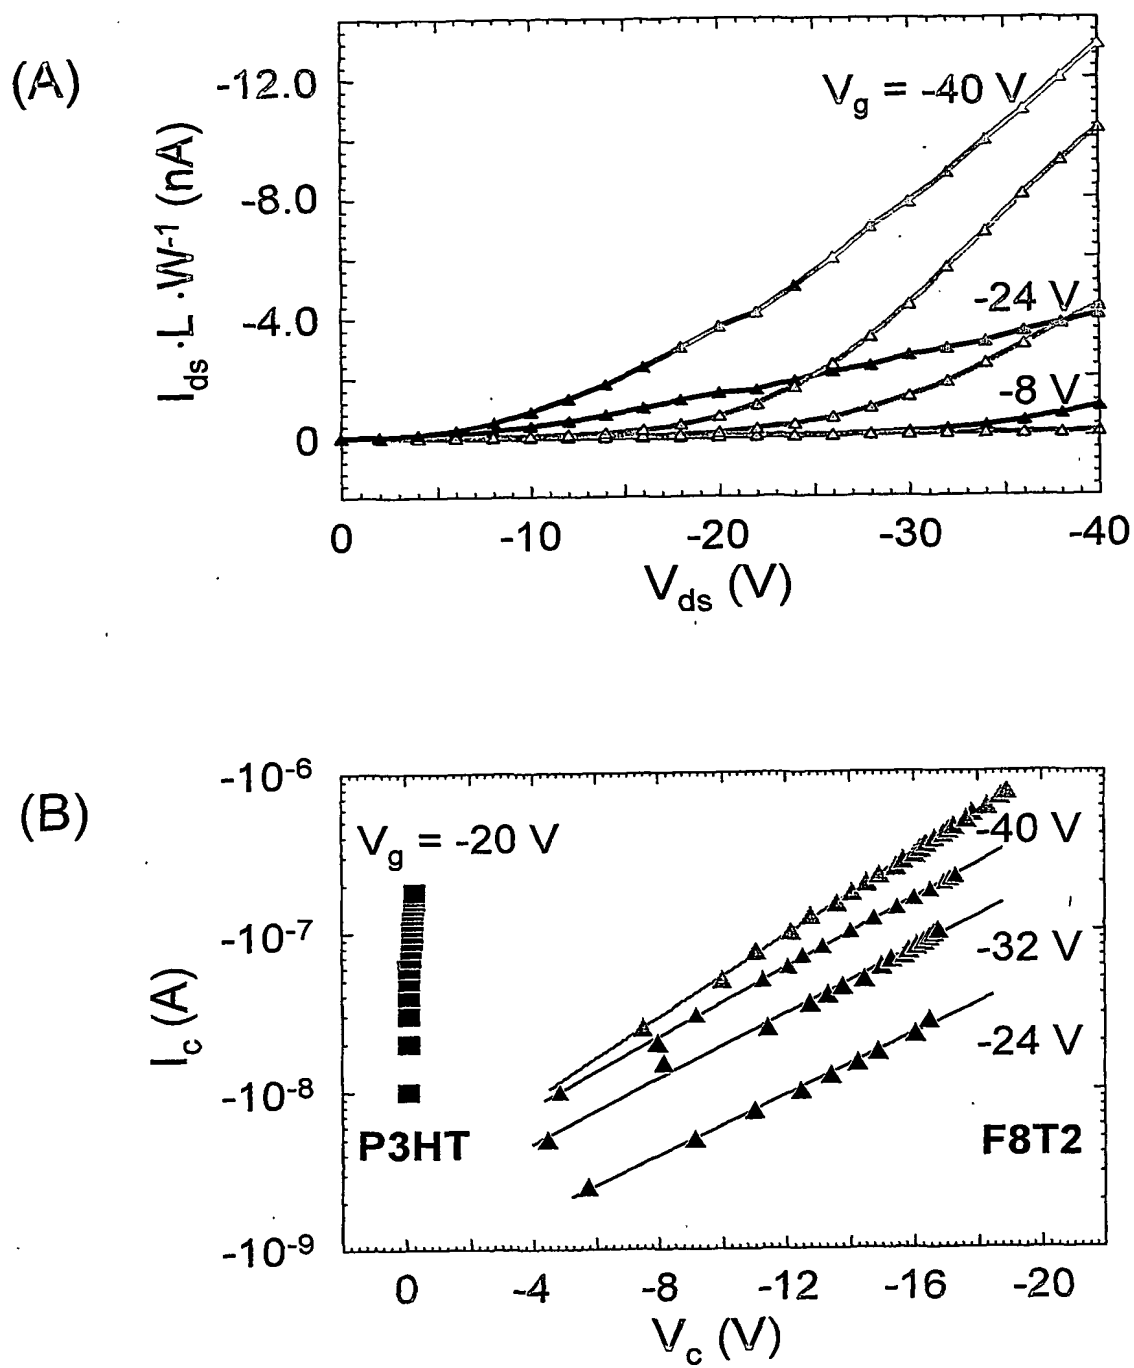 (A)
I_ds·L·W^-1 (nA)
-12.0
-8.0
-4.0
0
V_g = -40 V
-24 V
-8 V
0 -10 -20 -30 -40
V_ds (V)
(B)
I_c (A)
-10^-6
-10^-7
-10^-8
-10^-9
V_g = -20 V
-40 V
-32 V
-24 V
P3HT F8T2
0 -4 -8 -12 -16 -20
V_c (V)